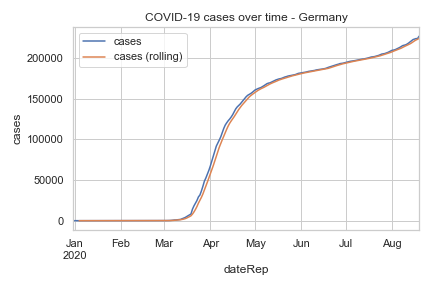 COVID-19 cases over time - Germany
cases
cases (rolling)
200000
150000
100000
50000
0
cases
Jan Feb Mar Apr May Jun Jul Aug
2020
dateRep